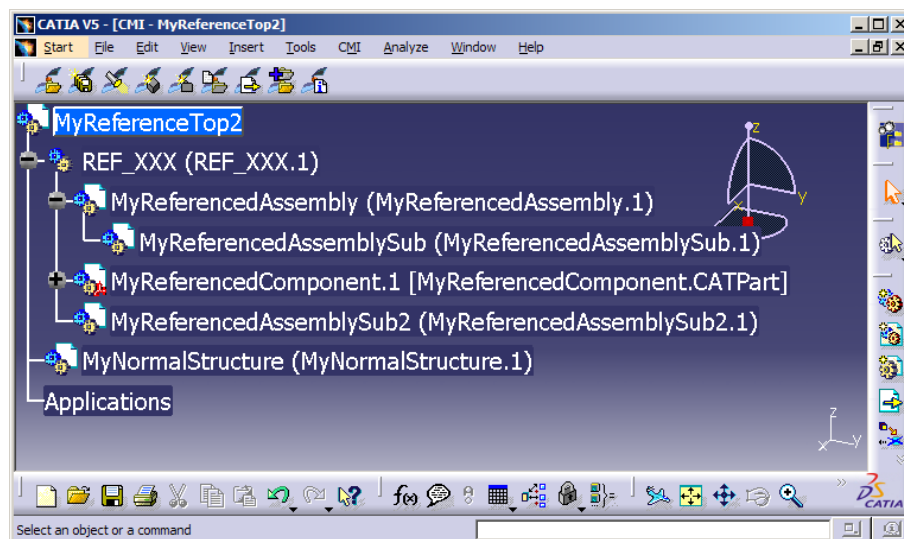 CATIA V5 - [CMI - MyReferenceTop2]
Start File Edit View Insert Tools CMI Analyze Window Help
MyReferenceTop2
REF_XXX (REF_XXX.1)
MyReferencedAssembly (MyReferencedAssembly.1)
MyReferencedAssemblySub (MyReferencedAssemblySub.1)
MyReferencedComponent.1 [MyReferencedComponent.CATPart]
MyReferencedAssemblySub2 (MyReferencedAssemblySub2.1)
MyNormalStructure (MyNormalStructure.1)
Applications
z
x y
z
x y
f(x)
CATIA
Select an object or a command